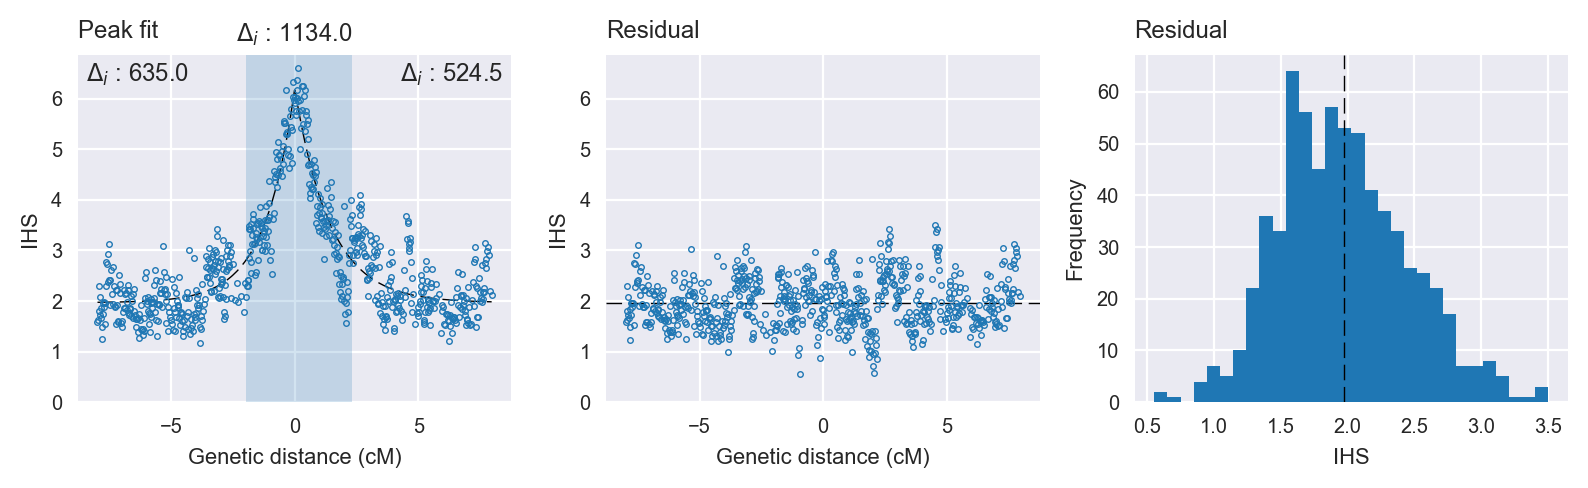 Peak fit
Δi : 1134.0
Δi : 635.0
Δi : 524.5
IHS
6
5
4
3
2
1
0
−5
0
5
Genetic distance (cM)
Residual
IHS
6
5
4
3
2
1
0
−5
0
5
Genetic distance (cM)
Residual
Frequency
60
50
40
30
20
10
0
0.5
1.0
1.5
2.0
2.5
3.0
3.5
IHS